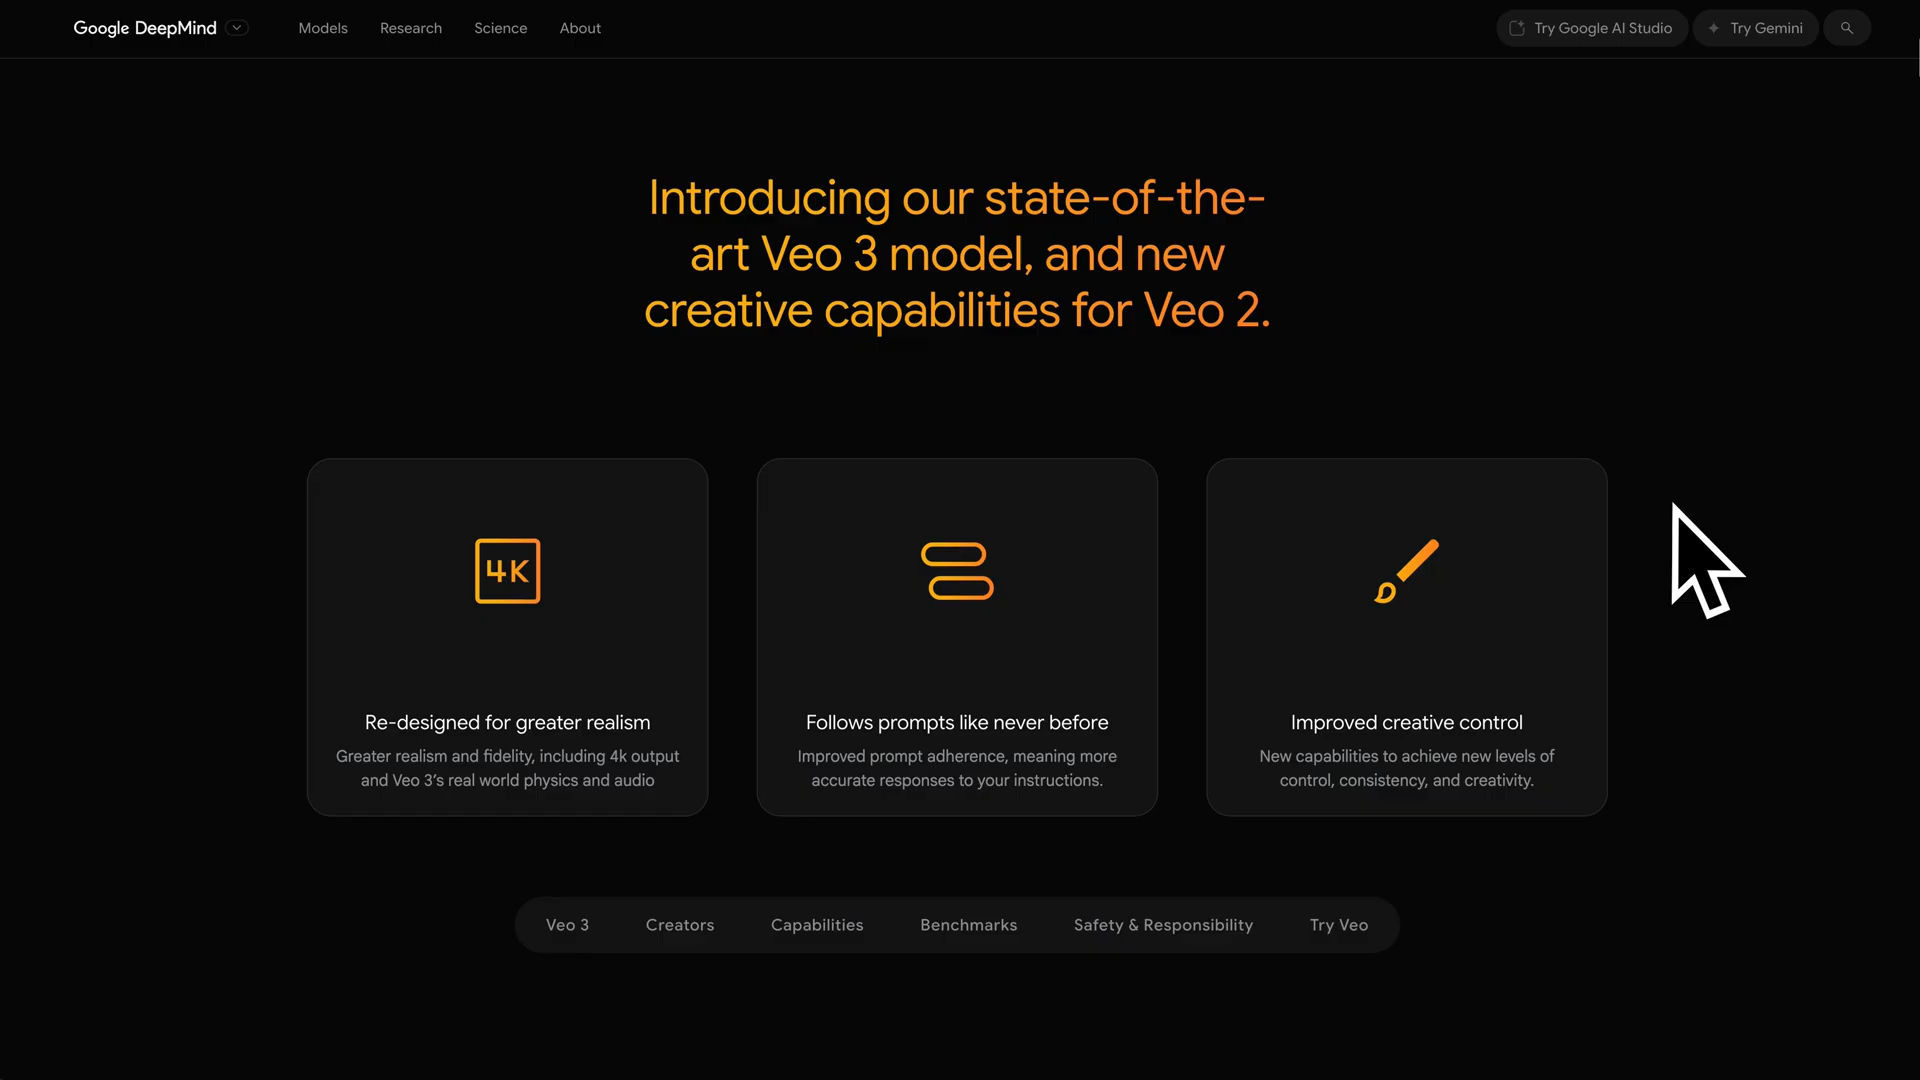 Google DeepMind
Models
Research
Science
About
Try Google AI Studio
Try Gemini
Introducing our state-of-the-
art Veo 3 model, and new
creative capabilities for Veo 2.
4K
Re-designed for greater realism
Greater realism and fidelity, including 4k output
and Veo 3’s real world physics and audio
Follows prompts like never before
Improved prompt adherence, meaning more
accurate responses to your instructions.
Improved creative control
New capabilities to achieve new levels of
control, consistency, and creativity.
Veo 3
Creators
Capabilities
Benchmarks
Safety & Responsibility
Try Veo